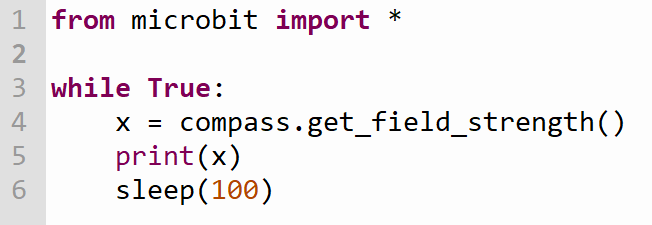 1 from microbit import *
2
3 while True:
4     x = compass.get_field_strength()
5     print(x)
6     sleep(100)